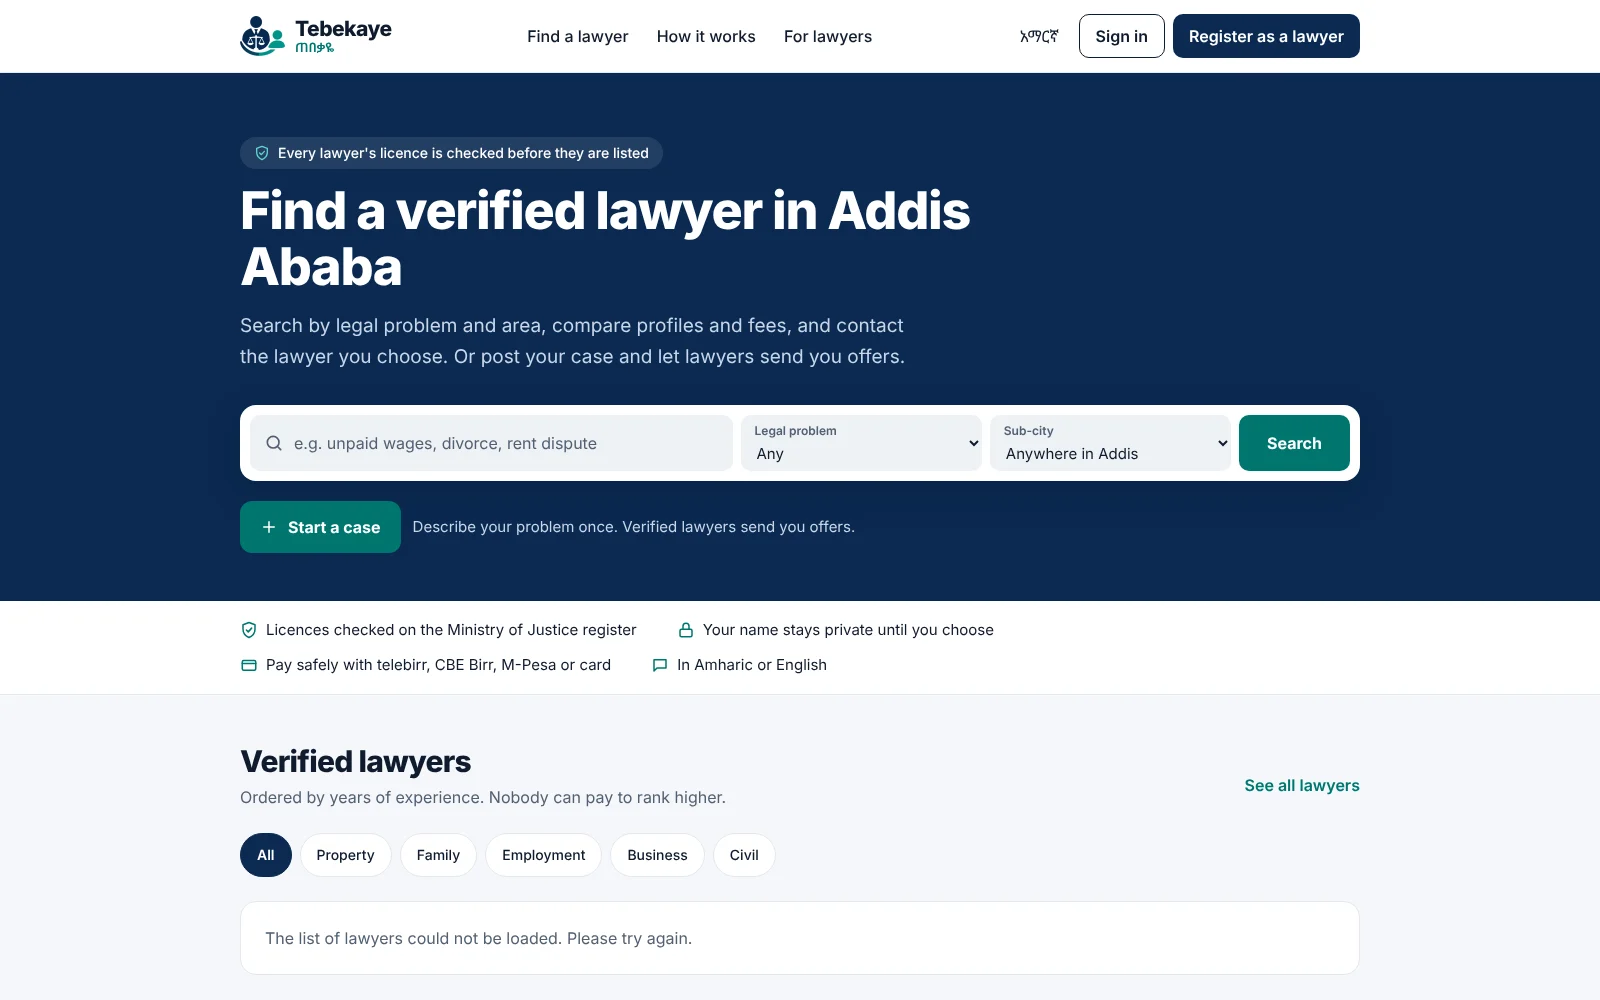 Tebekaye
ጠበቃዬ
Find a lawyer
How it works
For lawyers
አማርኛ
Sign in
Register as a lawyer
Every lawyer's licence is checked before they are listed
Find a verified lawyer in Addis
Ababa
Search by legal problem and area, compare profiles and fees, and contact
the lawyer you choose. Or post your case and let lawyers send you offers.
e.g. unpaid wages, divorce, rent dispute
Legal problem
Any
Sub-city
Anywhere in Addis
Search
Start a case
Describe your problem once. Verified lawyers send you offers.
Licences checked on the Ministry of Justice register
Your name stays private until you choose
Pay safely with telebirr, CBE Birr, M-Pesa or card
In Amharic or English
Verified lawyers
Ordered by years of experience. Nobody can pay to rank higher.
See all lawyers
All
Property
Family
Employment
Business
Civil
The list of lawyers could not be loaded. Please try again.